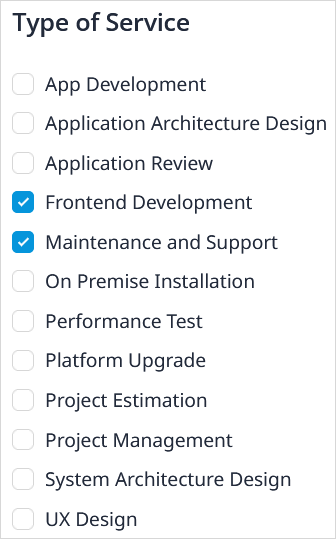 Type of Service
App Development
Application Architecture Design
Application Review
Frontend Development
Maintenance and Support
On Premise Installation
Performance Test
Platform Upgrade
Project Estimation
Project Management
System Architecture Design
UX Design